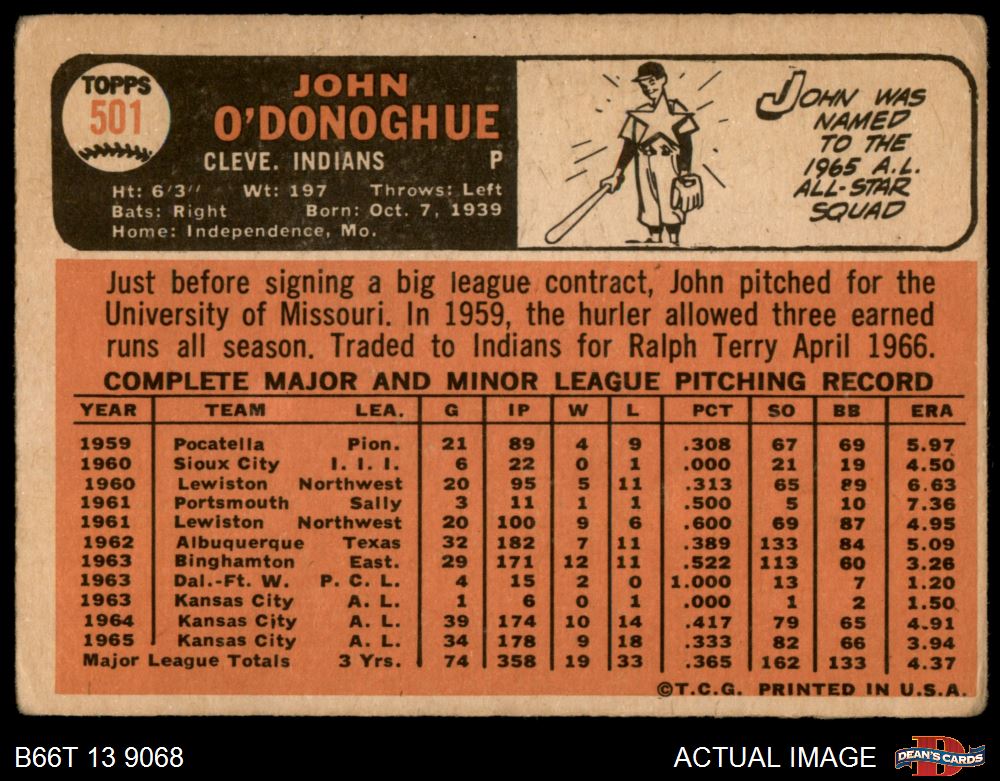 TOPPS
501
JOHN
O'DONOGHUE
CLEVE. INDIANS P
Ht: 6'3" Wt: 197 Throws: Left
Bats: Right Born: Oct. 7, 1939
Home: Independence, Mo.
JOHN WAS
NAMED
TO THE
1965 A.L.
ALL-STAR
SQUAD
Just before signing a big league contract, John pitched for the
University of Missouri. In 1959, the hurler allowed three earned
runs all season. Traded to Indians for Ralph Terry April 1966.
COMPLETE MAJOR AND MINOR LEAGUE PITCHING RECORD
YEAR TEAM LEA. G IP W L PCT SO BB ERA
1959 Pocatella Pion. 21 89 4 9 .308 67 69 5.97
1960 Sioux City I. I. I. 6 22 0 1 .000 21 19 4.50
1960 Lewiston Northwest 20 95 5 11 .313 65 89 6.63
1961 Portsmouth Sally 3 11 1 1 .500 5 10 7.36
1961 Lewiston Northwest 20 100 9 6 .600 69 87 4.95
1962 Albuquerque Texas 32 182 7 11 .389 133 84 5.09
1963 Binghamton East. 29 171 12 11 .522 113 60 3.26
1963 Dal.-Ft. W. P. C. L. 4 15 2 0 1.000 13 7 1.20
1963 Kansas City A. L. 1 6 0 1 .000 1 2 1.50
1964 Kansas City A. L. 39 174 10 14 .417 79 65 4.91
1965 Kansas City A. L. 34 178 9 18 .333 82 66 3.94
Major League Totals 3 Yrs. 74 358 19 33 .365 162 133 4.37
©T.C.G. PRINTED IN U.S.A.
B66T 13 9068 ACTUAL IMAGE DEAN'S CARDS